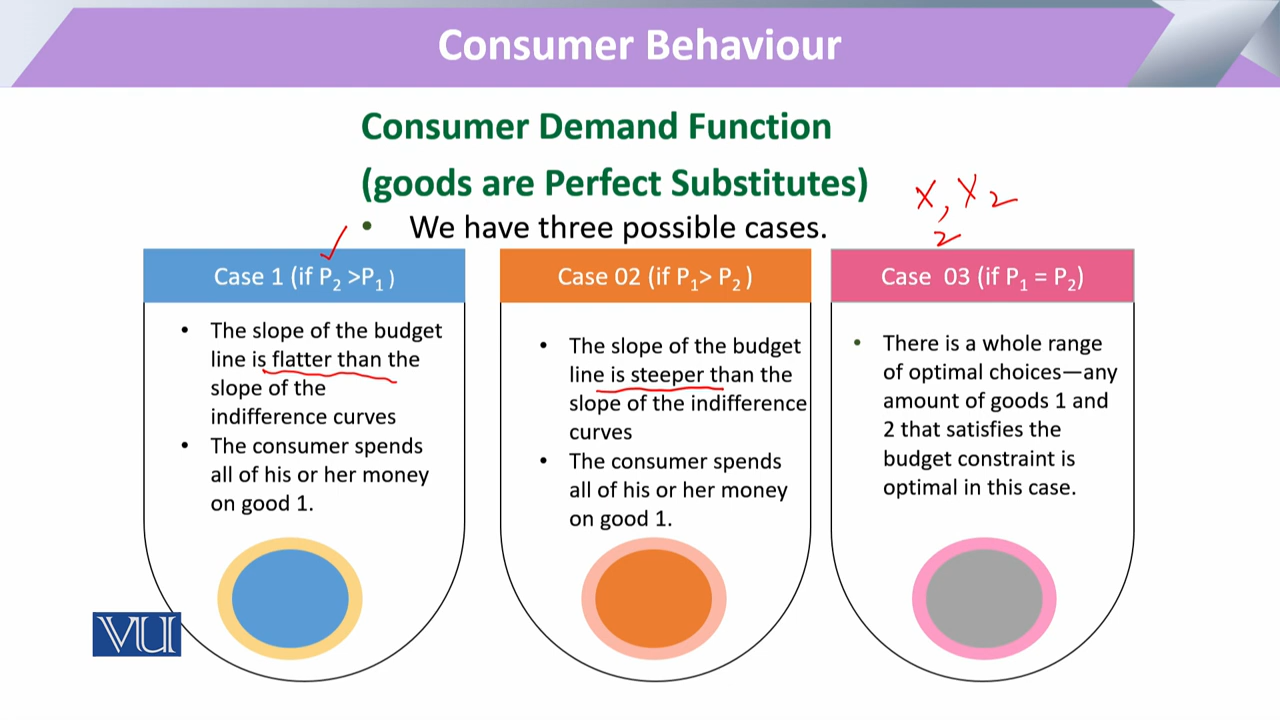 Consumer Behaviour
Consumer Demand Function
(goods are Perfect Substitutes)
• We have three possible cases.
X, X2
2
Case 1 (if P2 >P1 )
• The slope of the budget
line is flatter than the
slope of the
indifference curves
• The consumer spends
all of his or her money
on good 1.
Case 02 (if P1> P2 )
• The slope of the budget
line is steeper than the
slope of the indifference
curves
• The consumer spends
all of his or her money
on good 1.
Case 03 (if P1 = P2)
• There is a whole range
of optimal choices—any
amount of goods 1 and
2 that satisfies the
budget constraint is
optimal in this case.
VU